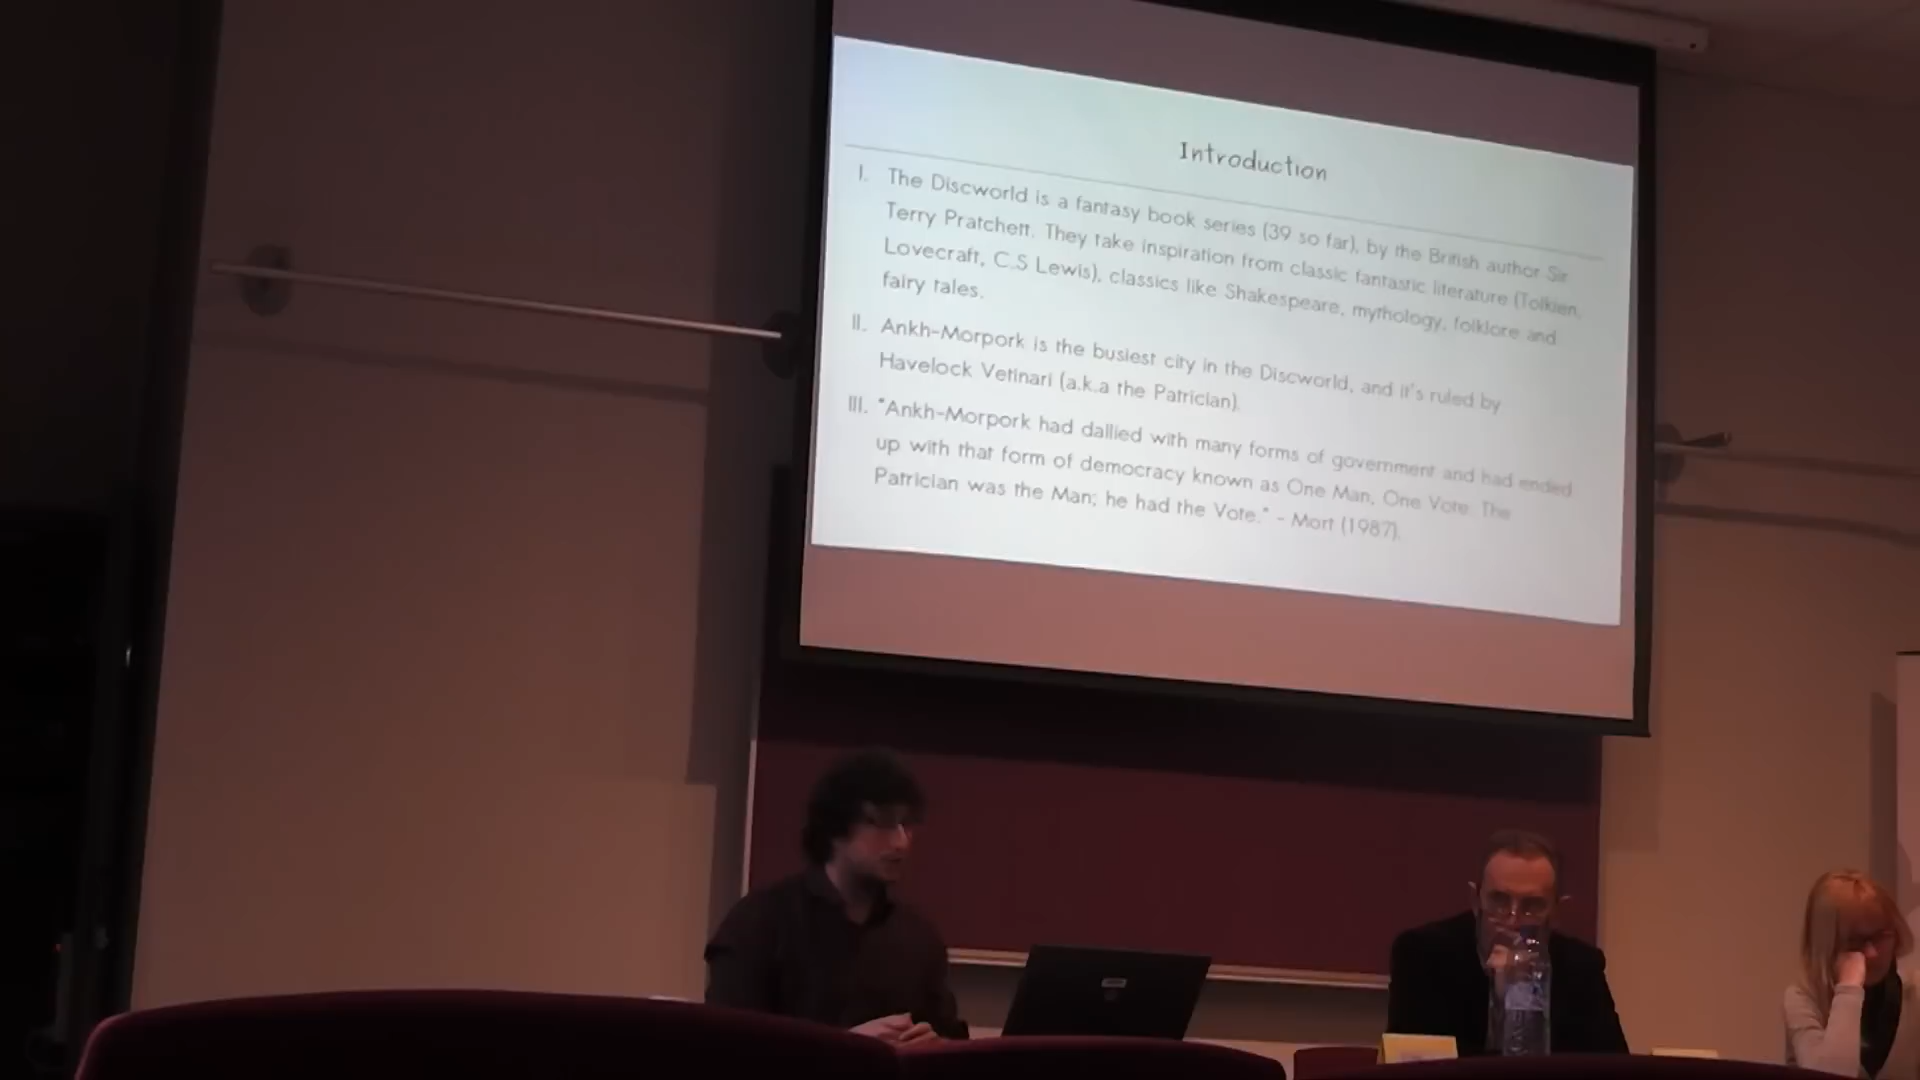 Introduction
I. The Discworld is a fantasy book series (39 so far), by the British author Sir
Terry Pratchett. They take inspiration from classic fantastic literature (Tolkien,
Lovecraft, C.S Lewis), classics like Shakespeare, mythology, folklore and
fairy tales.
II. Ankh-Morpork is the busiest city in the Discworld, and it's ruled by
Havelock Vetinari (a.k.a the Patrician).
III. "Ankh-Morpork had dallied with many forms of government and had ended
up with that form of democracy known as One Man, One Vote. The
Patrician was the Man; he had the Vote." - Mort (1987).